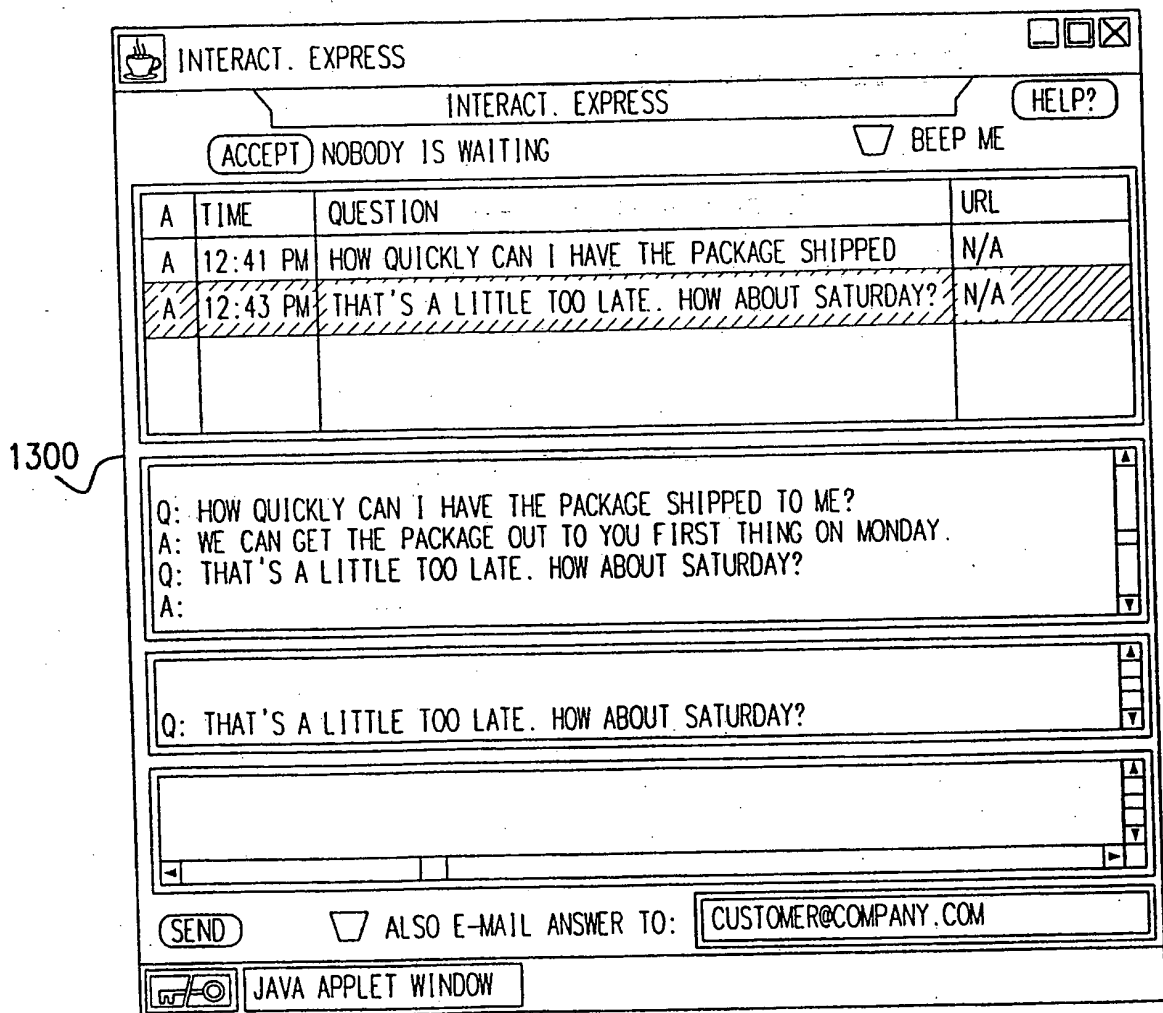 INTERACT. EXPRESS
INTERACT. EXPRESS
HELP?
ACCEPT NOBODY IS WAITING
BEEP ME
A TIME QUESTION URL
A 12:41 PM HOW QUICKLY CAN I HAVE THE PACKAGE SHIPPED N/A
A 12:43 PM THAT'S A LITTLE TOO LATE. HOW ABOUT SATURDAY? N/A
1300
Q: HOW QUICKLY CAN I HAVE THE PACKAGE SHIPPED TO ME?
A: WE CAN GET THE PACKAGE OUT TO YOU FIRST THING ON MONDAY.
Q: THAT'S A LITTLE TOO LATE. HOW ABOUT SATURDAY?
A:
Q: THAT'S A LITTLE TOO LATE. HOW ABOUT SATURDAY?
SEND ALSO E-MAIL ANSWER TO: CUSTOMER@COMPANY.COM
JAVA APPLET WINDOW